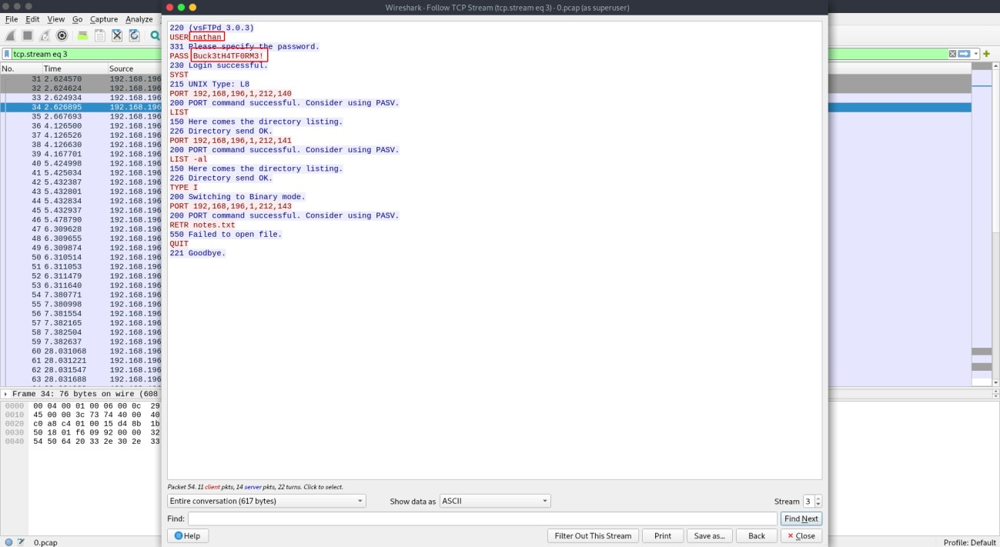 Wireshark · Follow TCP Stream (tcp.stream eq 3) · 0.pcap (as superuser)
File Edit View Go Capture Analyze
tcp.stream eq 3
No. Time Source
31 2.624570 192.168.196
32 2.624624 192.168.196
33 2.624934 192.168.196
34 2.626895 192.168.196
35 2.667693 192.168.196
36 4.126500 192.168.196
37 4.126526 192.168.196
38 4.126630 192.168.196
39 4.167701 192.168.196
40 5.424998 192.168.196
41 5.425034 192.168.196
42 5.432387 192.168.196
43 5.432801 192.168.196
44 5.432834 192.168.196
45 5.432937 192.168.196
46 5.478790 192.168.196
47 6.309628 192.168.196
48 6.309655 192.168.196
49 6.309874 192.168.196
50 6.310514 192.168.196
51 6.311053 192.168.196
52 6.311479 192.168.196
53 6.311640 192.168.196
54 7.380771 192.168.196
55 7.380998 192.168.196
56 7.381554 192.168.196
57 7.382165 192.168.196
58 7.382504 192.168.196
59 7.382637 192.168.196
60 28.031068 192.168.196
61 28.031221 192.168.196
62 28.031547 192.168.196
63 28.031688 192.168.196
Frame 34: 76 bytes on wire (608
0000 00 04 00 01 00 06 00 0c 29
0010 45 00 00 3c 73 74 40 00 40
0020 c0 a8 c4 01 00 15 d4 8b 1b
0030 50 18 01 f6 09 92 00 00 32
0040 54 50 64 20 33 2e 30 2e 33
220 (vsFTPd 3.0.3)
USER nathan
331 Please specify the password.
PASS Buck3tH4TF0RM3!
230 Login successful.
SYST
215 UNIX Type: L8
PORT 192,168,196,1,212,140
200 PORT command successful. Consider using PASV.
LIST
150 Here comes the directory listing.
226 Directory send OK.
PORT 192,168,196,1,212,141
200 PORT command successful. Consider using PASV.
LIST -al
150 Here comes the directory listing.
226 Directory send OK.
TYPE I
200 Switching to Binary mode.
PORT 192,168,196,1,212,143
200 PORT command successful. Consider using PASV.
RETR notes.txt
550 Failed to open file.
QUIT
221 Goodbye.
Packet 54. 11 client pkts, 14 server pkts, 22 turns. Click to select.
Entire conversation (617 bytes) Show data as ASCII Stream 3
Find: Find Next
Help Filter Out This Stream Print Save as... Back Close
0.pcap Profile: Default